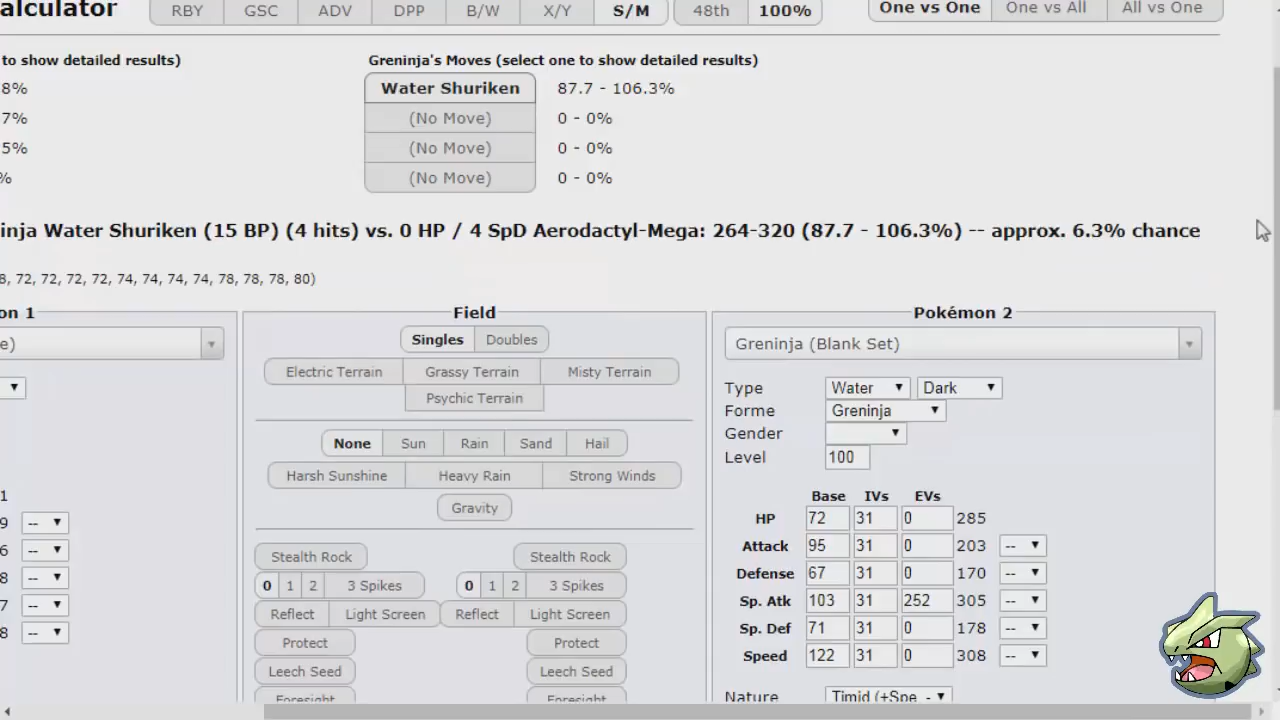 alculator RBY GSC ADV DPP B/W X/Y S/M 48th 100% One vs One One vs All All vs One
to show detailed results) Greninja's Moves (select one to show detailed results)
8% Water Shuriken 87.7 - 106.3%
7% (No Move) 0 - 0%
5% (No Move) 0 - 0%
% (No Move) 0 - 0%
inja Water Shuriken (15 BP) (4 hits) vs. 0 HP / 4 SpD Aerodactyl-Mega: 264-320 (87.7 - 106.3%) -- approx. 6.3% chance
8, 72, 72, 72, 72, 74, 74, 74, 74, 78, 78, 78, 80)
on 1 Field Pokémon 2
e) Singles Doubles Greninja (Blank Set)
Electric Terrain Grassy Terrain Misty Terrain
Psychic Terrain
Type Water Dark
Forme Greninja
Gender
Level 100
None Sun Rain Sand Hail
Harsh Sunshine Heavy Rain Strong Winds
Gravity
Base IVs EVs
1 HP 72 31 0 285
9 -- Attack 95 31 0 203 --
6 -- Defense 67 31 0 170 --
8 -- Sp. Atk 103 31 252 305 --
7 -- Sp. Def 71 31 0 178 --
8 -- Speed 122 31 0 308 --
Stealth Rock Stealth Rock
0 1 2 3 Spikes 0 1 2 3 Spikes
Reflect Light Screen Reflect Light Screen
Protect Protect
Leech Seed Leech Seed
Foresight Foresight
Nature Timid (+Spe, -